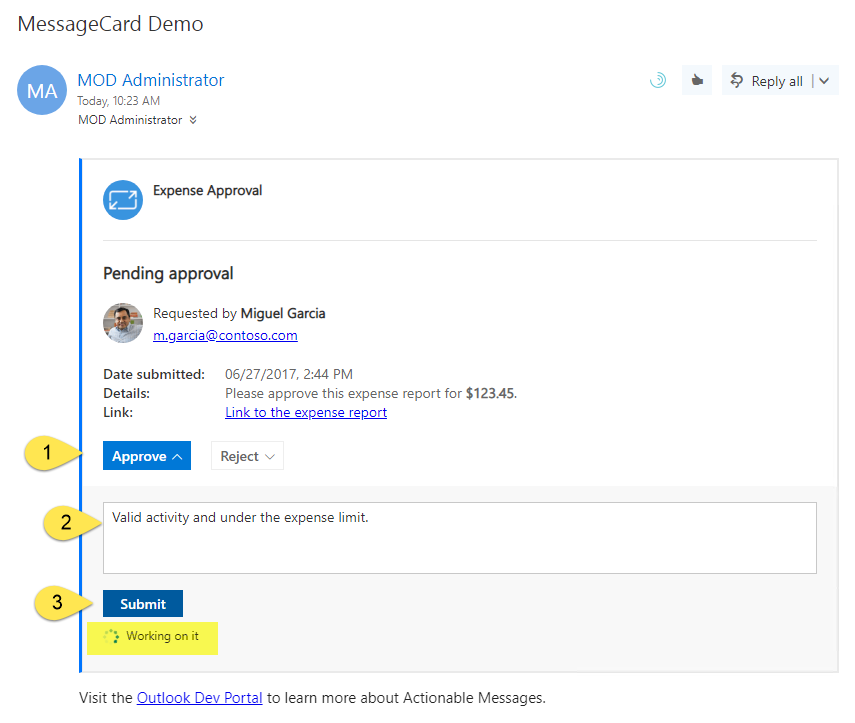 MessageCard Demo
MA
MOD Administrator
Today, 10:23 AM
MOD Administrator
Reply all
Expense Approval
Pending approval
Requested by Miguel Garcia
m.garcia@contoso.com
Date submitted: 06/27/2017, 2:44 PM
Details: Please approve this expense report for $123.45.
Link: Link to the expense report
1
Approve
Reject
2
Valid activity and under the expense limit.
3
Submit
Working on it
Visit the Outlook Dev Portal to learn more about Actionable Messages.